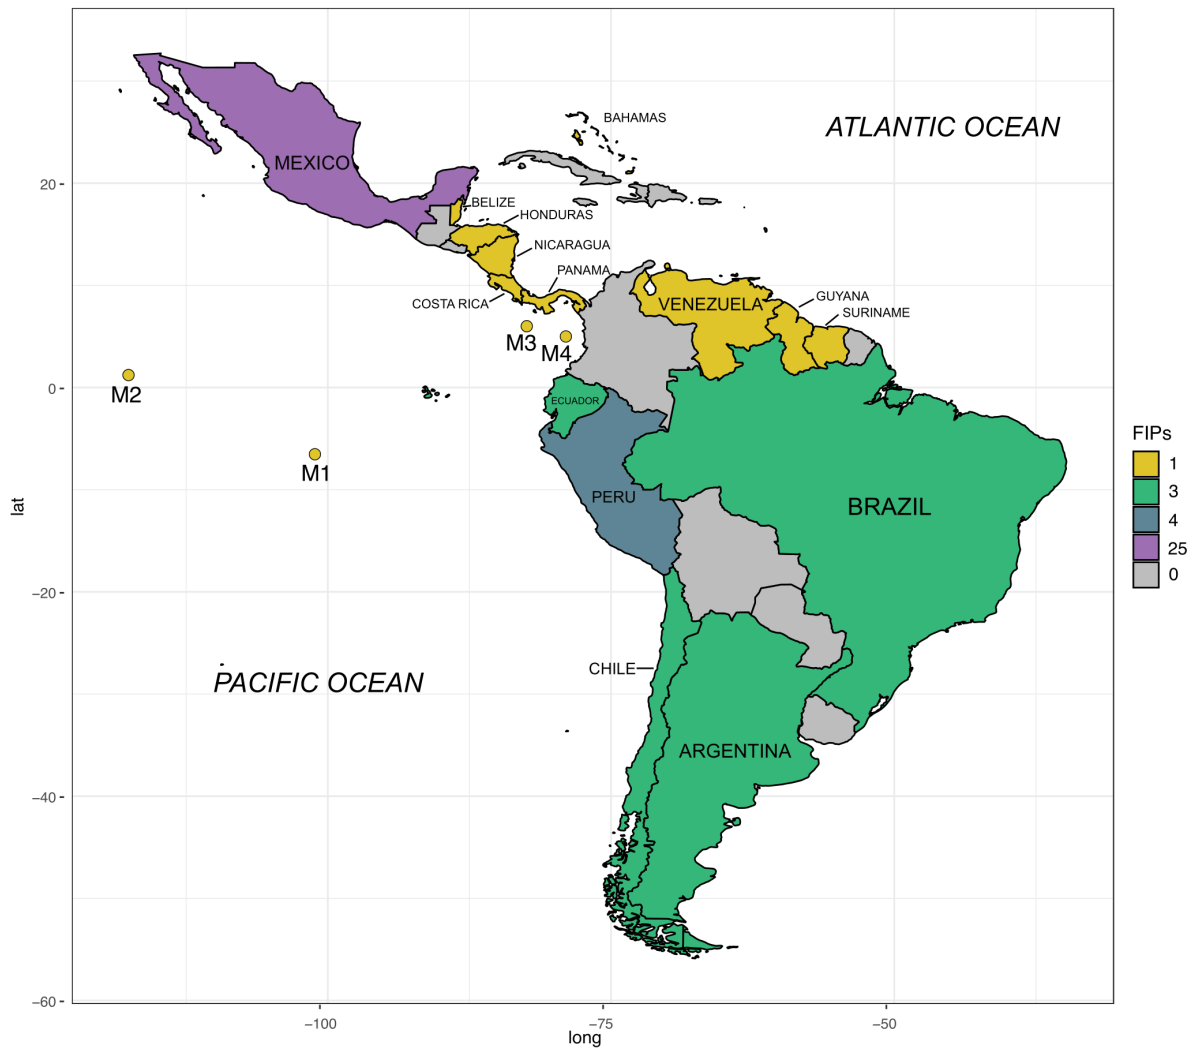 BAHAMAS
ATLANTIC OCEAN
MEXICO
20
BELIZE
HONDURAS
NICARAGUA
PANAMA
COSTA RICA
VENEZUELA
GUYANA
SURINAME
M3
M4
0
M2
ECUADOR
FIPs
1
3
4
25
0
M1
PERU
BRAZIL
lat
−20
CHILE
PACIFIC OCEAN
ARGENTINA
−40
−60
−100
−75
−50
long